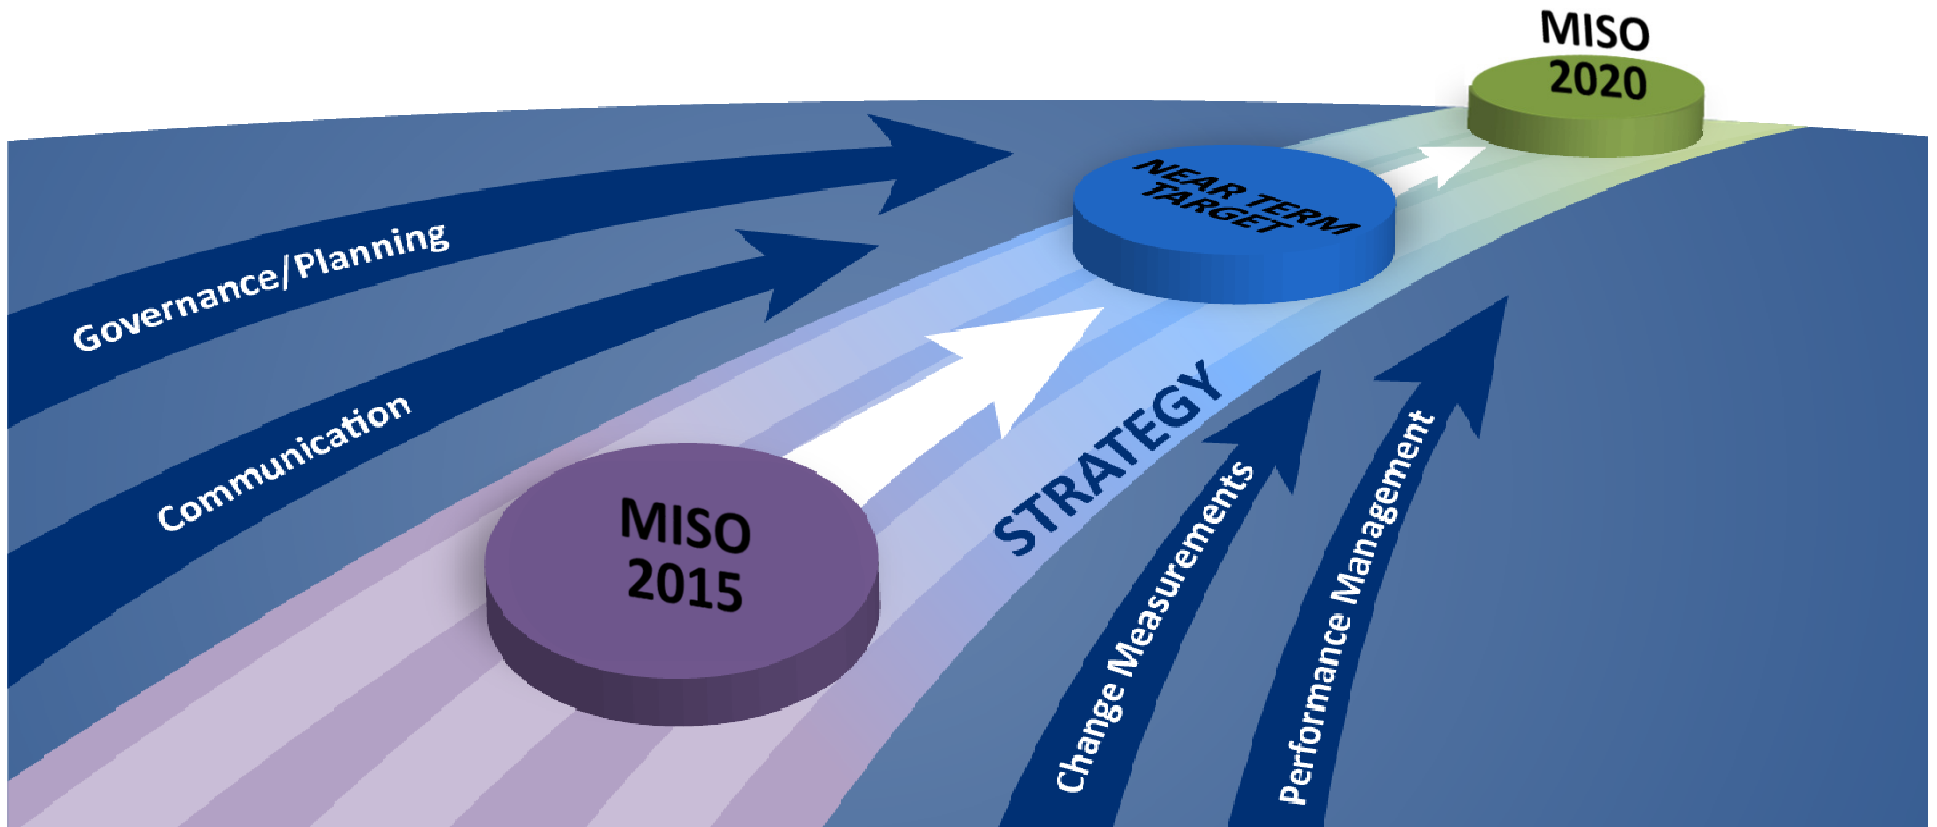 MISO
2020
NEAR TERM
TARGET
Governance/Planning
Communication
STRATEGY
MISO
2015
Change Measurements
Performance Management